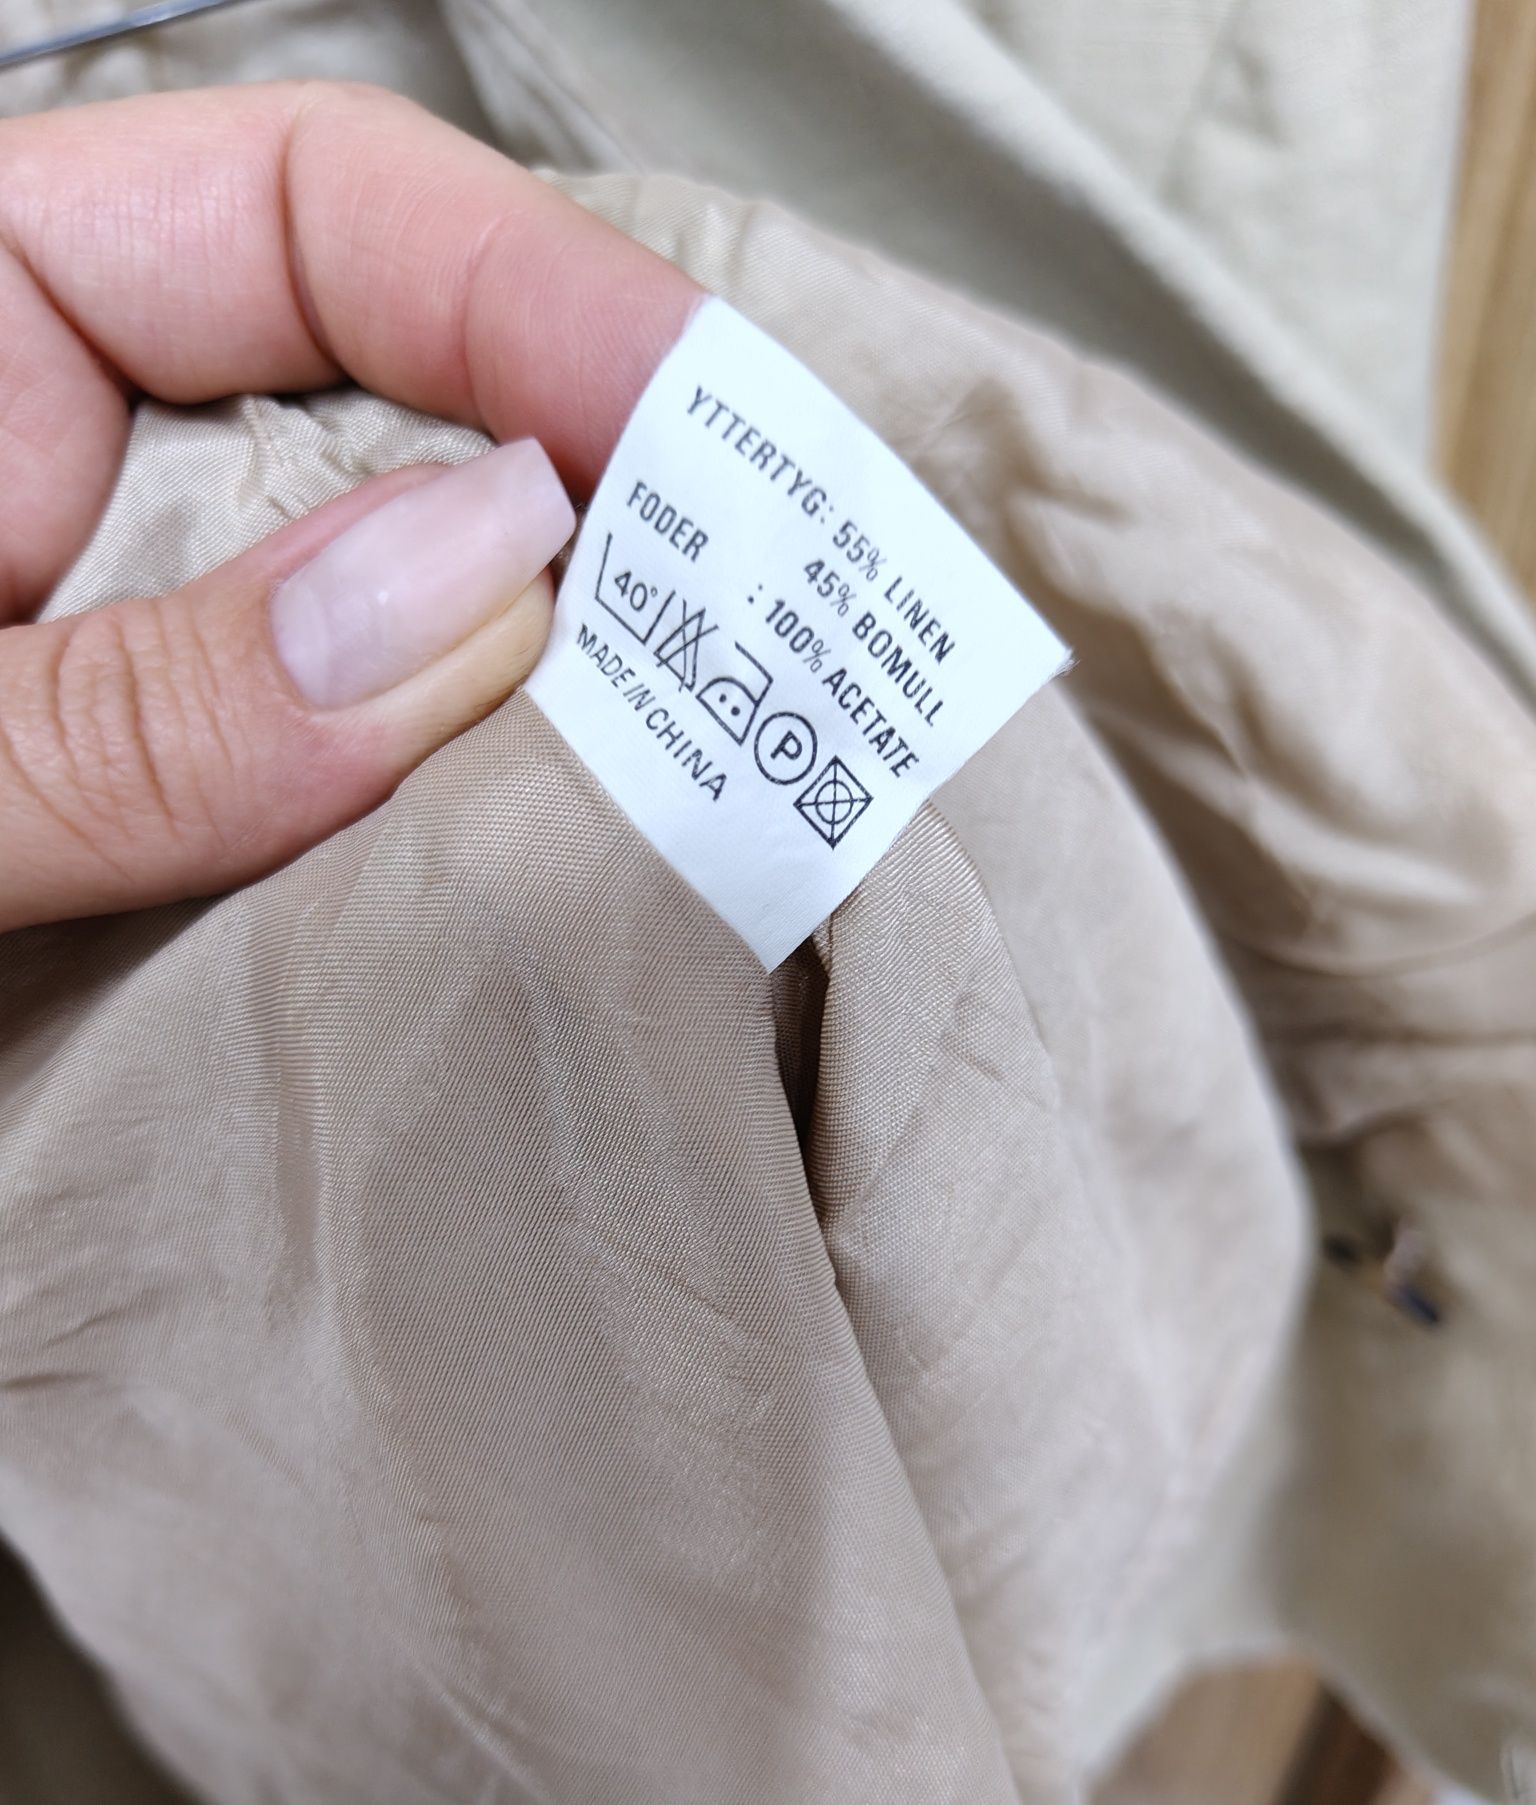 YTTERTYG: 55% LINEN
45% BOMULL
FODER : 100% ACETATE
40° P
MADE IN CHINA